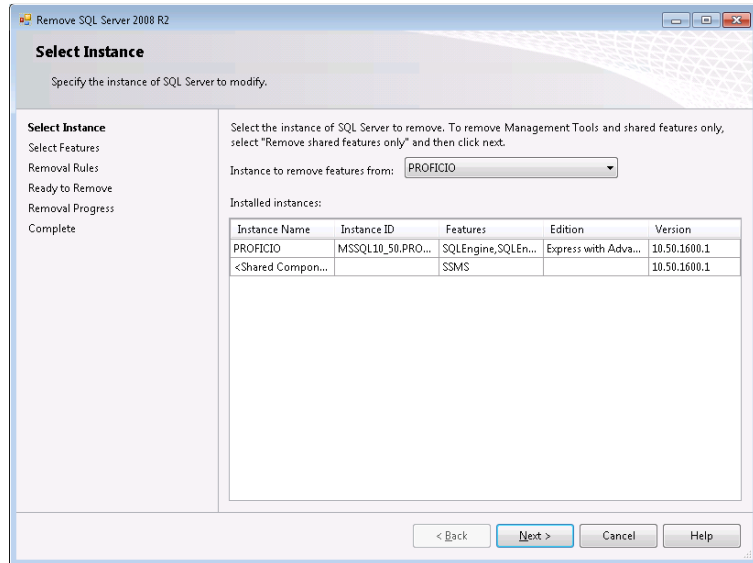 Remove SQL Server 2008 R2
Select Instance
Specify the instance of SQL Server to modify.
Select Instance
Select Features
Removal Rules
Ready to Remove
Removal Progress
Complete
Select the instance of SQL Server to remove. To remove Management Tools and shared features only,
select "Remove shared features only" and then click next.
Instance to remove features from: PROFICIO
Installed instances:
Instance Name Instance ID Features Edition Version
PROFICIO MSSQL10_50.PRO... SQLEngine,SQLEn... Express with Adva... 10.50.1600.1
<Shared Compon... SSMS 10.50.1600.1
< Back Next > Cancel Help